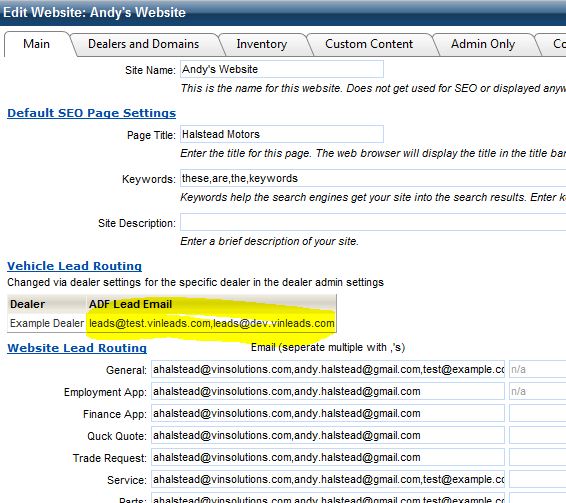 Edit Website: Andy's Website
Main Dealers and Domains Inventory Custom Content Admin Only
Site Name: Andy's Website
This is the name for this website. Does not get used for SEO or displayed
Default SEO Page Settings
Page Title: Halstead Motors
Enter the title for this page. The web browser will display the title in the title
Keywords: these,are,the,keywords
Keywords help the search engines get your site into the search results. Enter
Site Description:
Enter a brief description of your site.
Vehicle Lead Routing
Changed via dealer settings for the specific dealer in the dealer admin settings
Dealer ADF Lead Email
Example Dealer leads@test.vinleads.com,leads@dev.vinleads.com
Website Lead Routing Email (seperate multiple with ,'s)
General: ahalstead@vinsolutions.com,andy.halstead@gmail.com,test@example.cc n/a
Employment App: ahalstead@vinsolutions.com,andy.halstead@gmail.com n/a
Finance App: ahalstead@vinsolutions.com,andy.halstead@gmail.com
Quck Quote: ahalstead@vinsolutions.com,andy.halstead@gmail.com
Trade Request: ahalstead@vinsolutions.com,andy.halstead@gmail.com
Service: ahalstead@vinsolutions.com,andy.halstead@gmail.com,test@example.cc
Parts: ahalstead@vinsolutions.com,andy.halstead@gmail.com